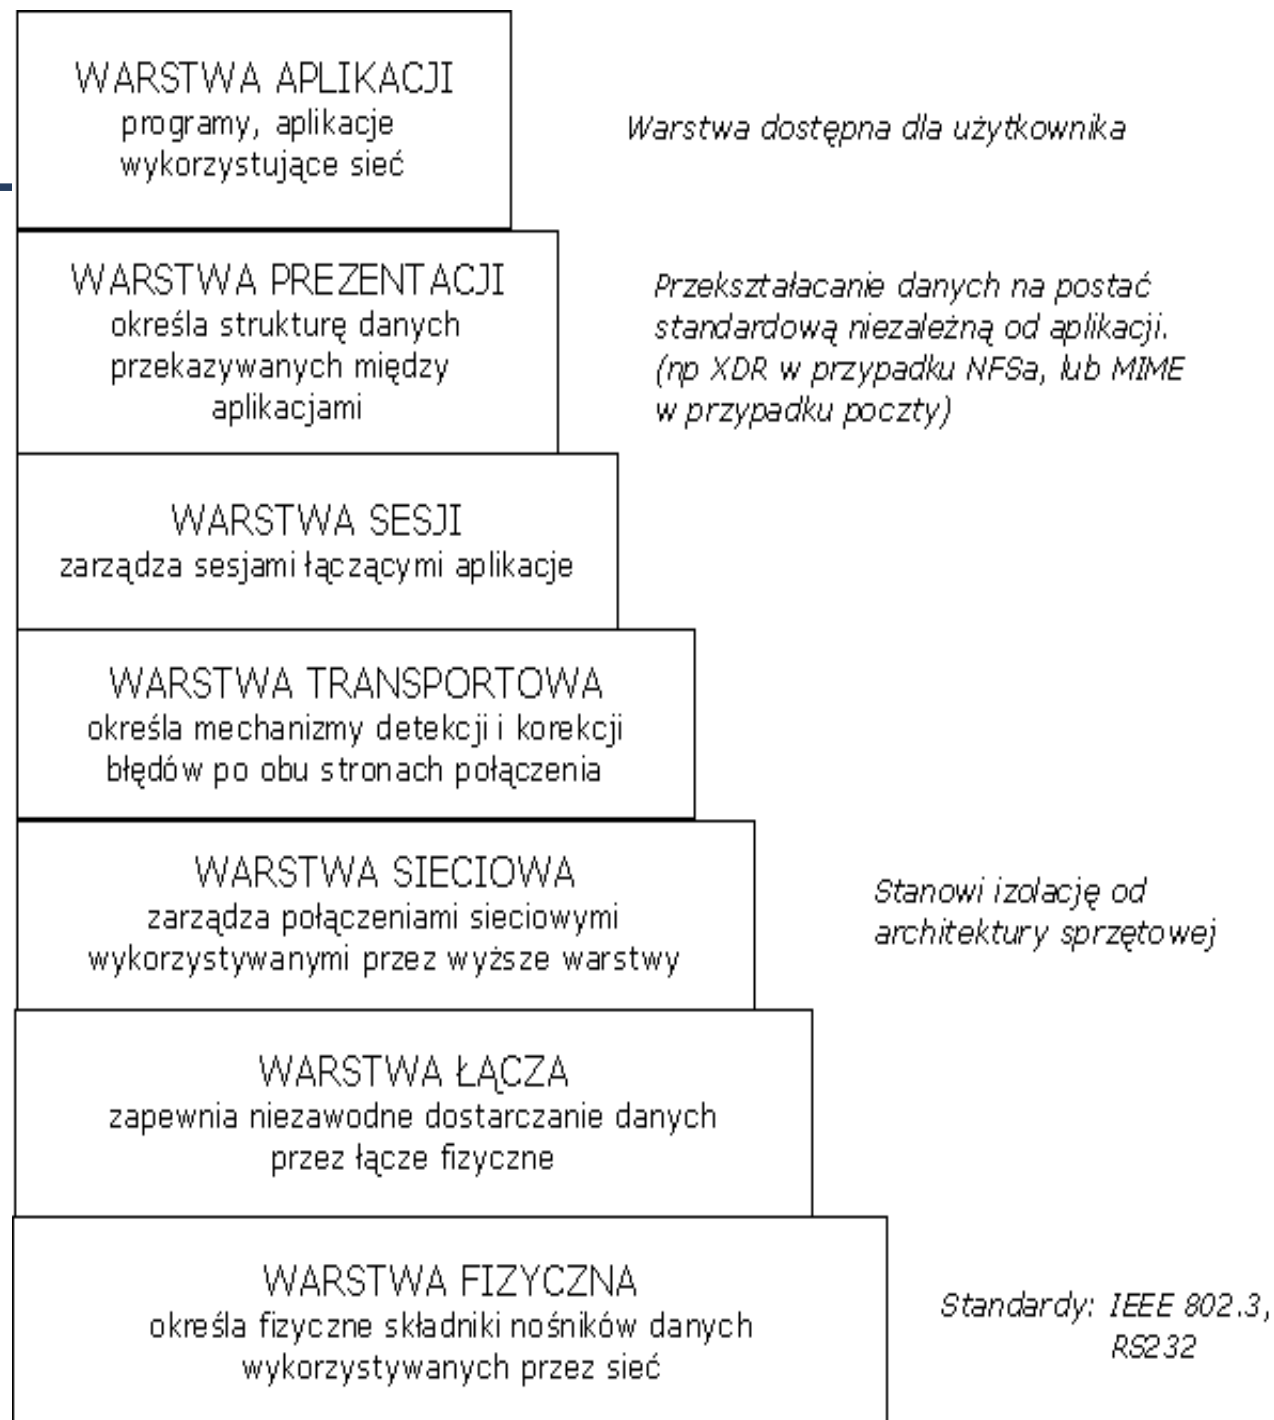 WARSTWA APLIKACJI
programy, aplikacje
wykorzystujące sieć
Warstwa dostępna dla użytkownika
WARSTWA PREZENTACJI
określa strukturę danych
przekazywanych między
aplikacjami
Przekształacanie danych na postać
standardową niezależną od aplikacji.
(np XDR w przypadku NFSa, lub MIME
w przypadku poczty)
WARSTWA SESJI
zarządza sesjami łączącymi aplikacje
WARSTWA TRANSPORTOWA
określa mechanizmy detekcji i korekcji
błędów po obu stronach połączenia
WARSTWA SIECIOWA
zarządza połączeniami sieciowymi
wykorzystywanymi przez wyższe warstwy
Stanowi izolację od
architektury sprzętowej
WARSTWA ŁĄCZA
zapewnia niezawodne dostarczanie danych
przez łącze fizyczne
WARSTWA FIZYCZNA
określa fizyczne składniki nośników danych
wykorzystywanych przez sieć
Standardy: IEEE 802.3,
RS232